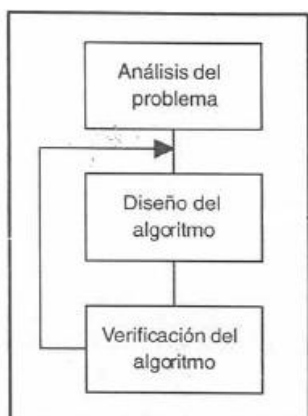 Análisis del
problema
Diseño del
algoritmo
Verificación del
algoritmo